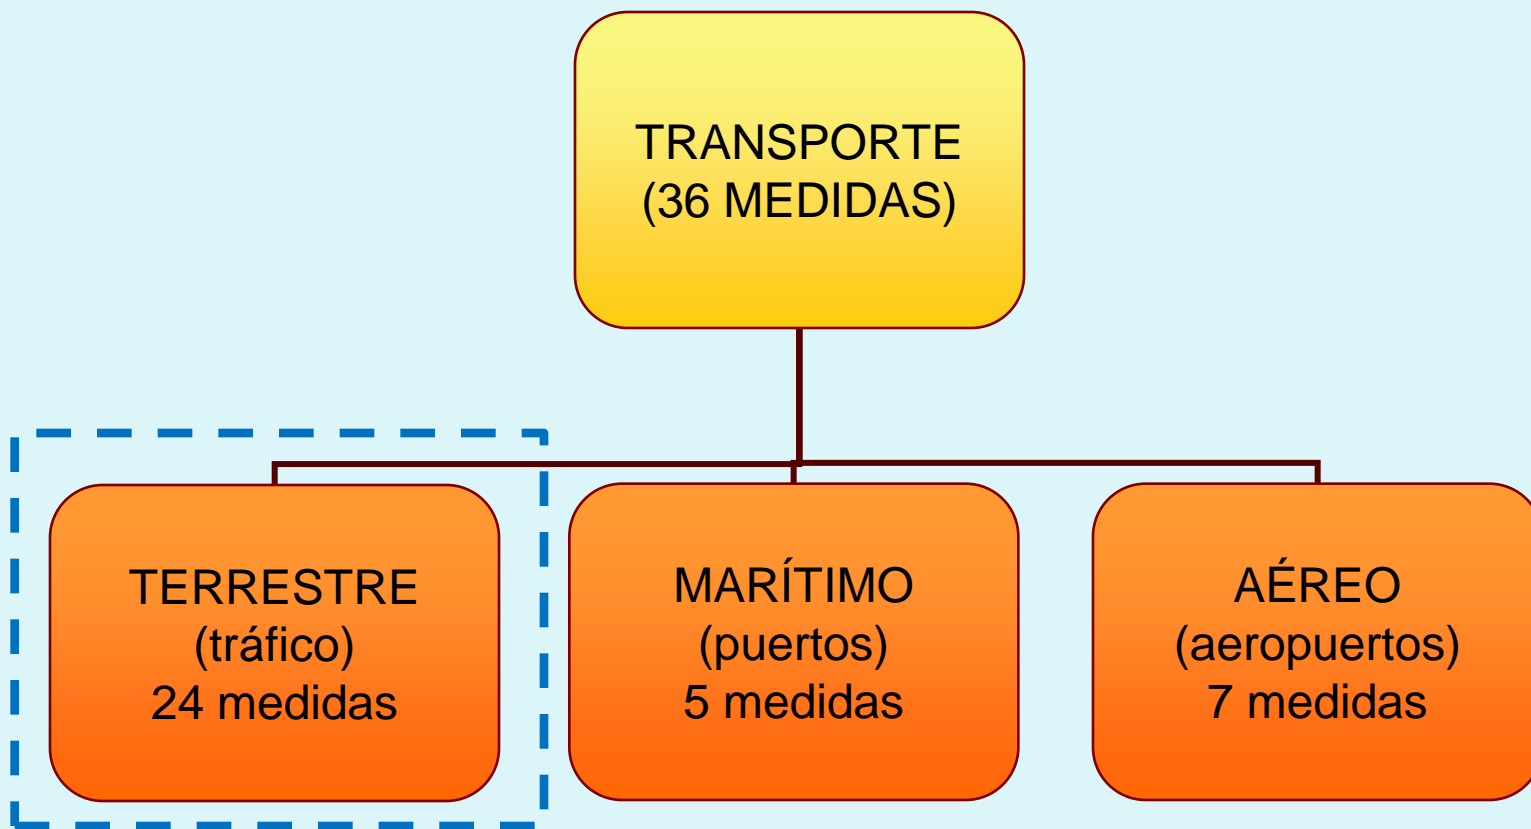 TRANSPORTE
(36 MEDIDAS)
TERRESTRE
(tráfico)
24 medidas
MARÍTIMO
(puertos)
5 medidas
AÉREO
(aeropuertos)
7 medidas